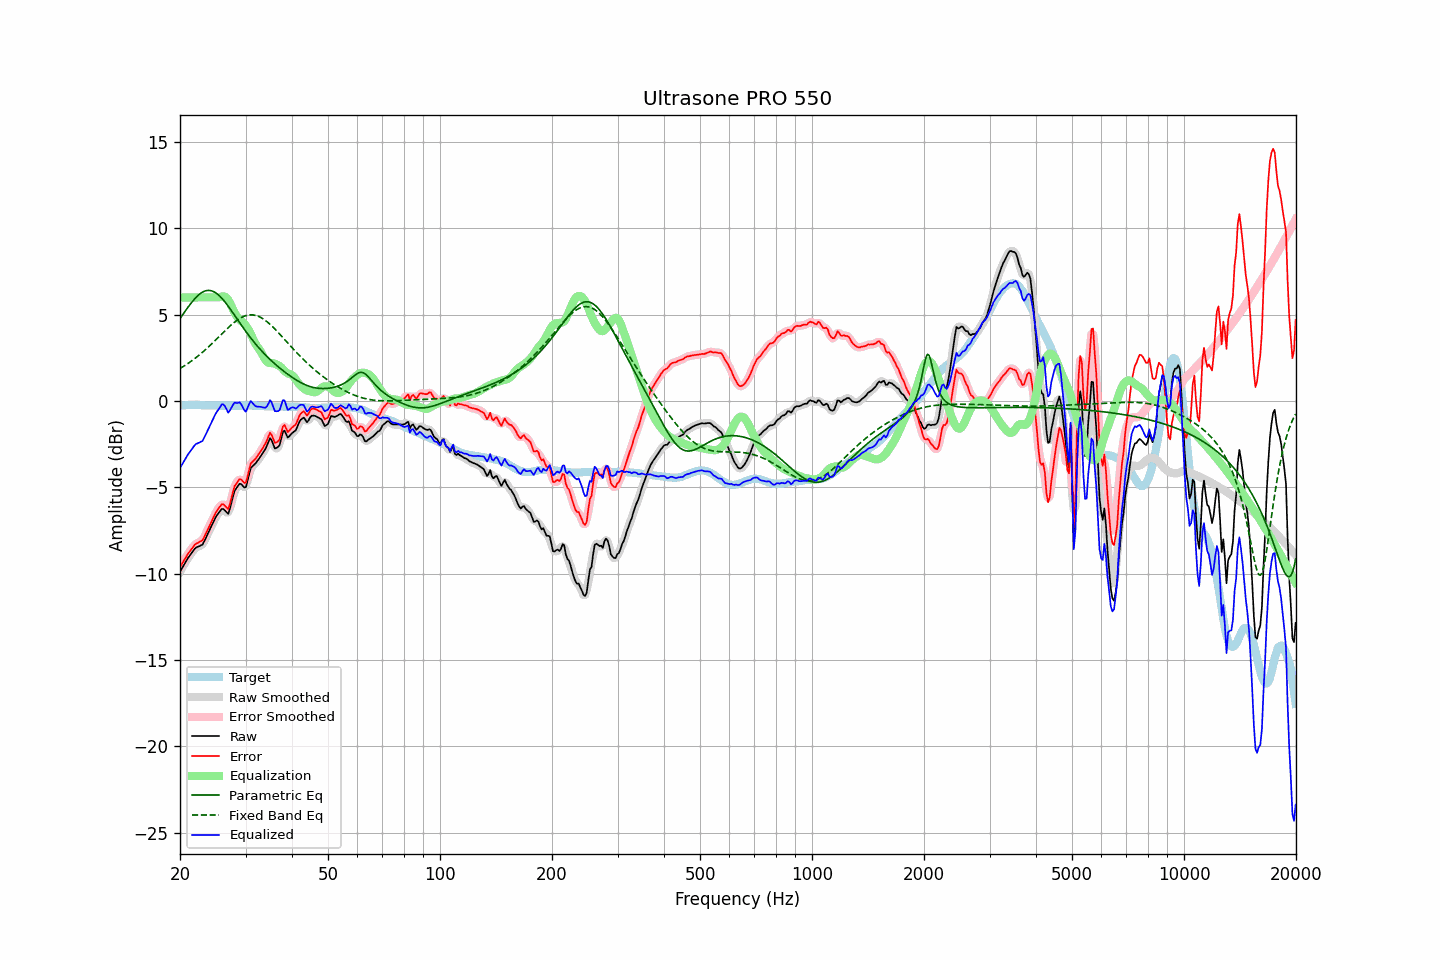 Ultrasone PRO 550
Amplitude (dBr)
15
10
5
0
−5
−10
−15
−20
−25
Target
Raw Smoothed
Error Smoothed
Raw
Error
Equalization
Parametric Eq
Fixed Band Eq
Equalized
20 50 100 200 500 1000 2000 5000 10000 20000
Frequency (Hz)